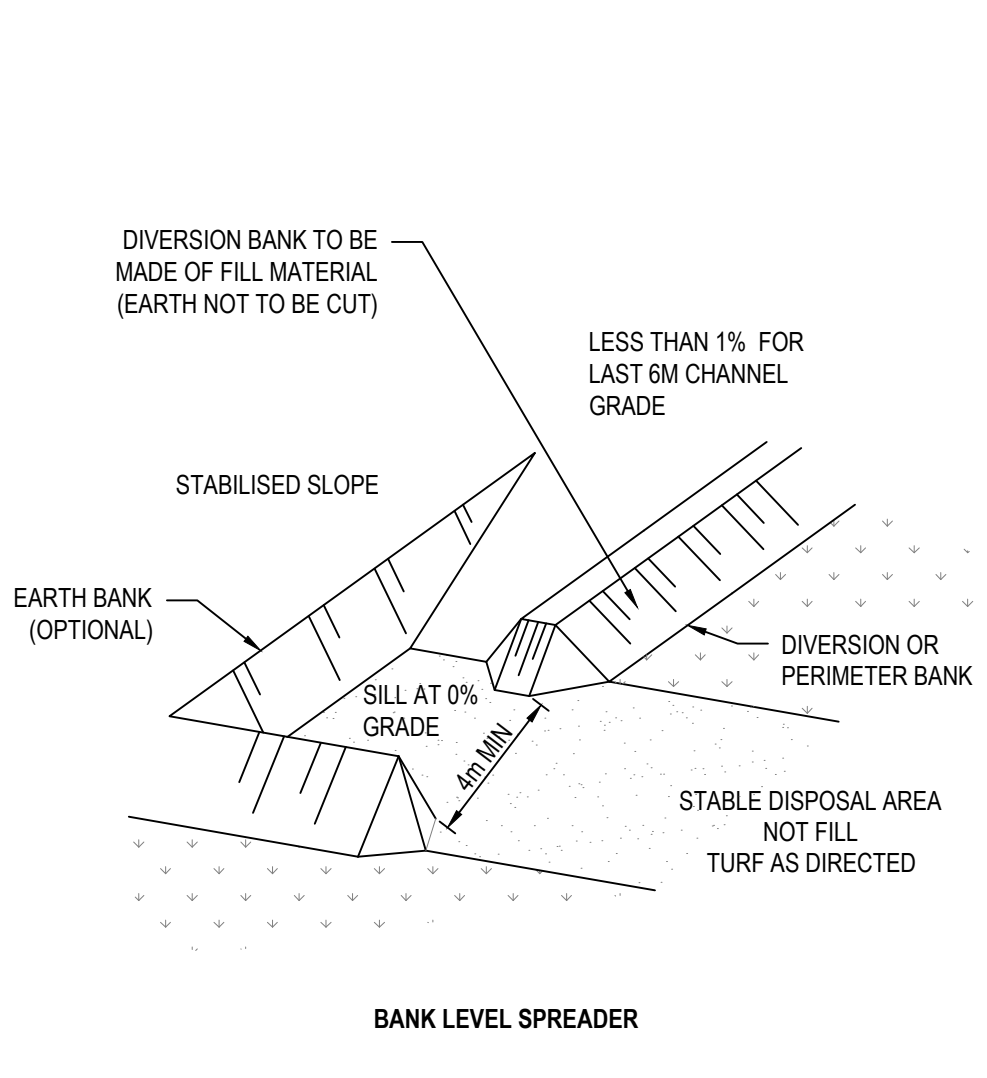 DIVERSION BANK TO BE
MADE OF FILL MATERIAL
(EARTH NOT TO BE CUT)
LESS THAN 1% FOR
LAST 6M CHANNEL
GRADE
STABILISED SLOPE
EARTH BANK
(OPTIONAL)
DIVERSION OR
PERIMETER BANK
SILL AT 0%
GRADE
4m MIN
STABLE DISPOSAL AREA
NOT FILL
TURF AS DIRECTED
BANK LEVEL SPREADER